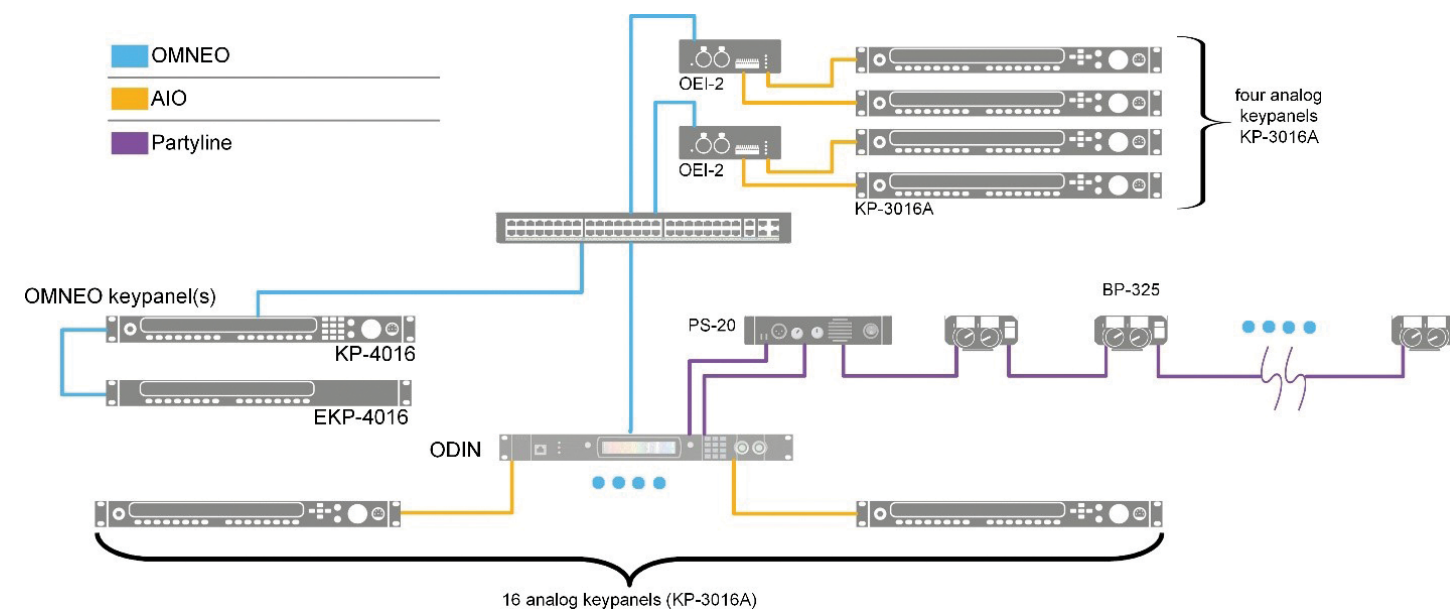 OMNEO
AIO
Partyline
OEI-2
OEI-2
KP-3016A
four analog
keypanels
KP-3016A
OMNEO keypanel(s)
KP-4016
EKP-4016
PS-20
BP-325
ODIN
16 analog keypanels (KP-3016A)